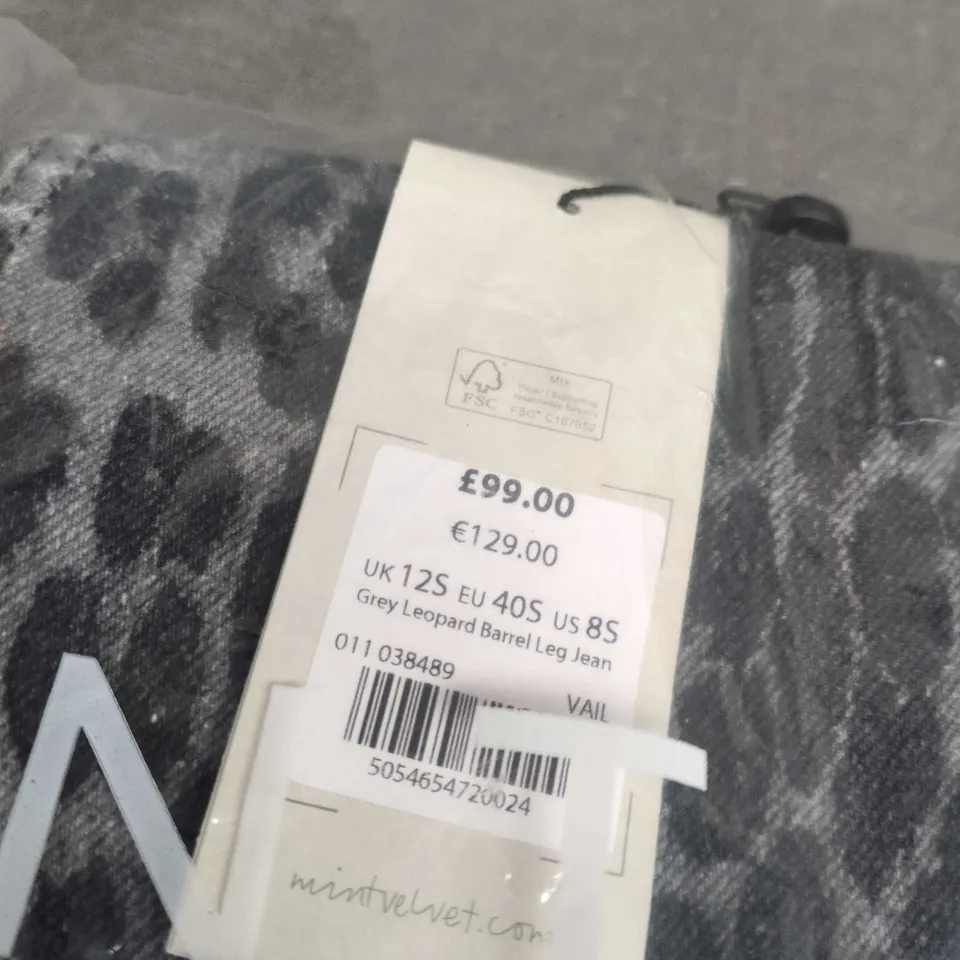 MIX
Paper | Supporting
responsible forestry
FSC
FSC® C167952
£99.00
€129.00
UK 12S EU 40S US 8S
Grey Leopard Barrel Leg Jean
011 038489
VAIL
5054654720024
mintvelvet.com